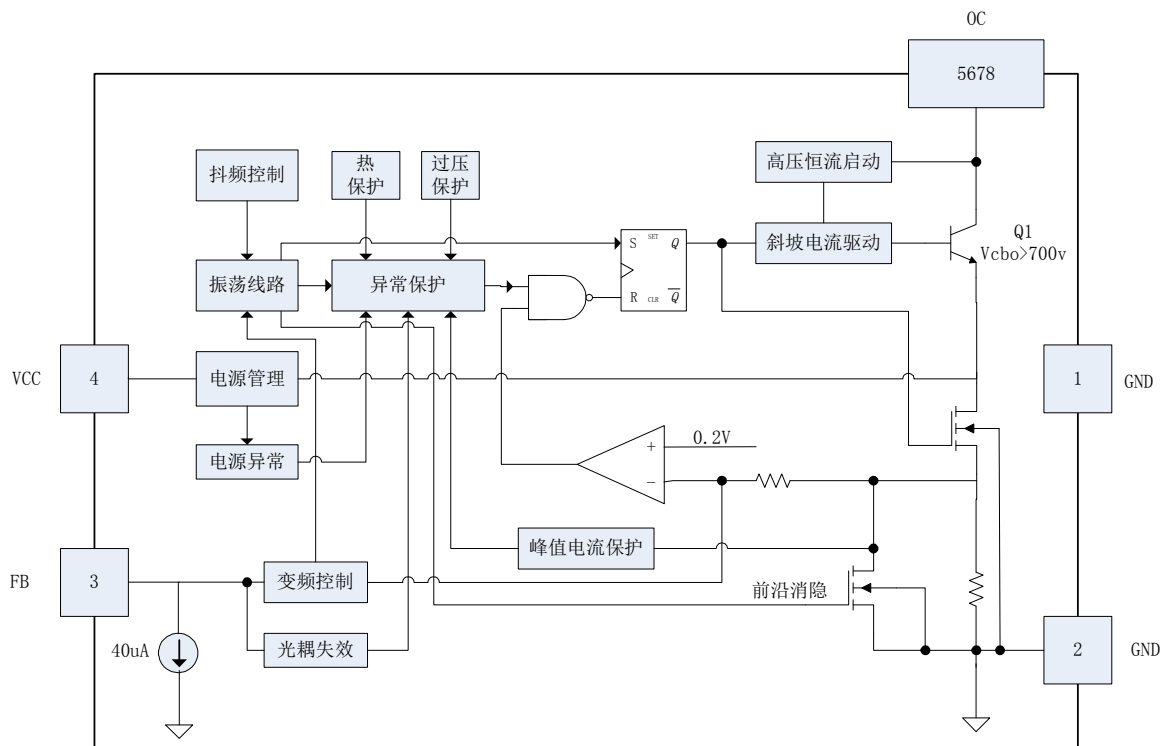 OC
5678
高压恒流启动
抖频控制
热
保护
过压
保护
S
SET
Q
斜坡电流驱动
Q1
Vcbo>700v
振荡线路
异常保护
R
CLR
Q
VCC
4
电源管理
1
GND
电源异常
+
0.2V
−
峰值电流保护
FB
3
变频控制
前沿消隐
40uA
光耦失效
2
GND